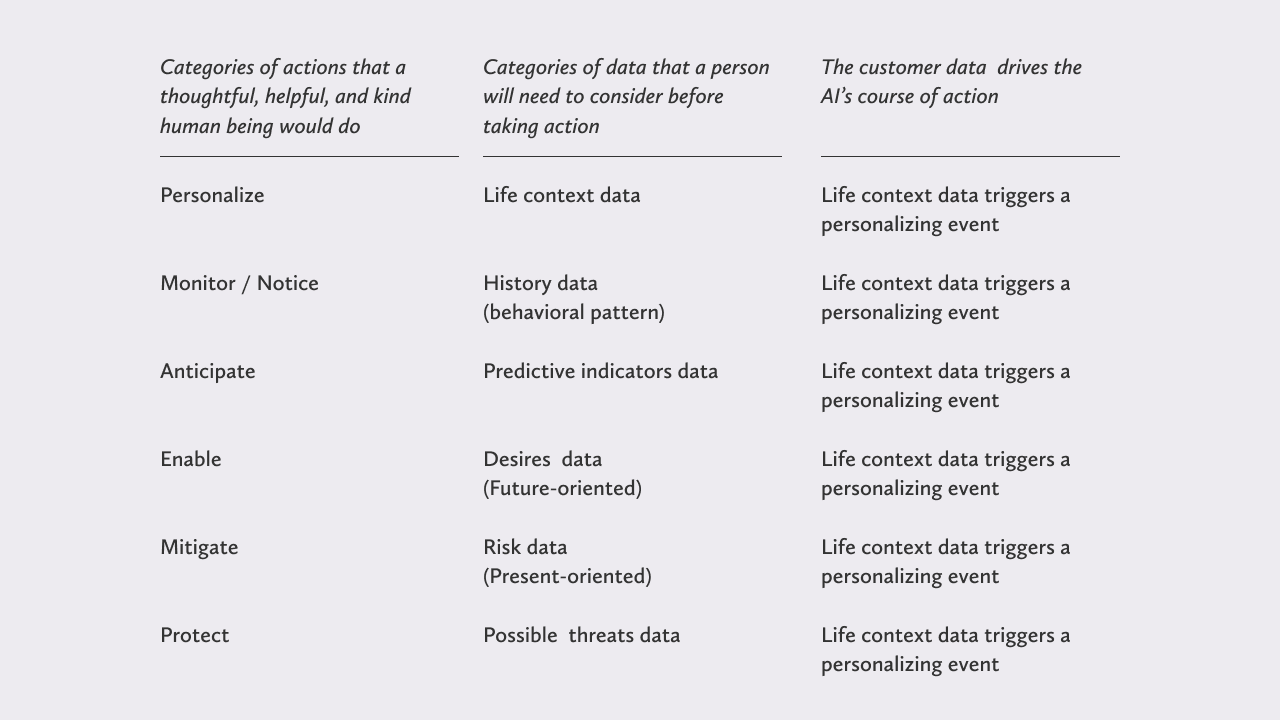 Categories of actions that a
thoughtful, helpful, and kind
human being would do
Categories of data that a person
will need to consider before
taking action
The customer data  drives the
AI’s course of action
Personalize
Life context data
Life context data triggers a
personalizing event
Monitor / Notice
History data
(behavioral pattern)
Life context data triggers a
personalizing event
Anticipate
Predictive indicators data
Life context data triggers a
personalizing event
Enable
Desires  data
(Future-oriented)
Life context data triggers a
personalizing event
Mitigate
Risk data
(Present-oriented)
Life context data triggers a
personalizing event
Protect
Possible  threats data
Life context data triggers a
personalizing event